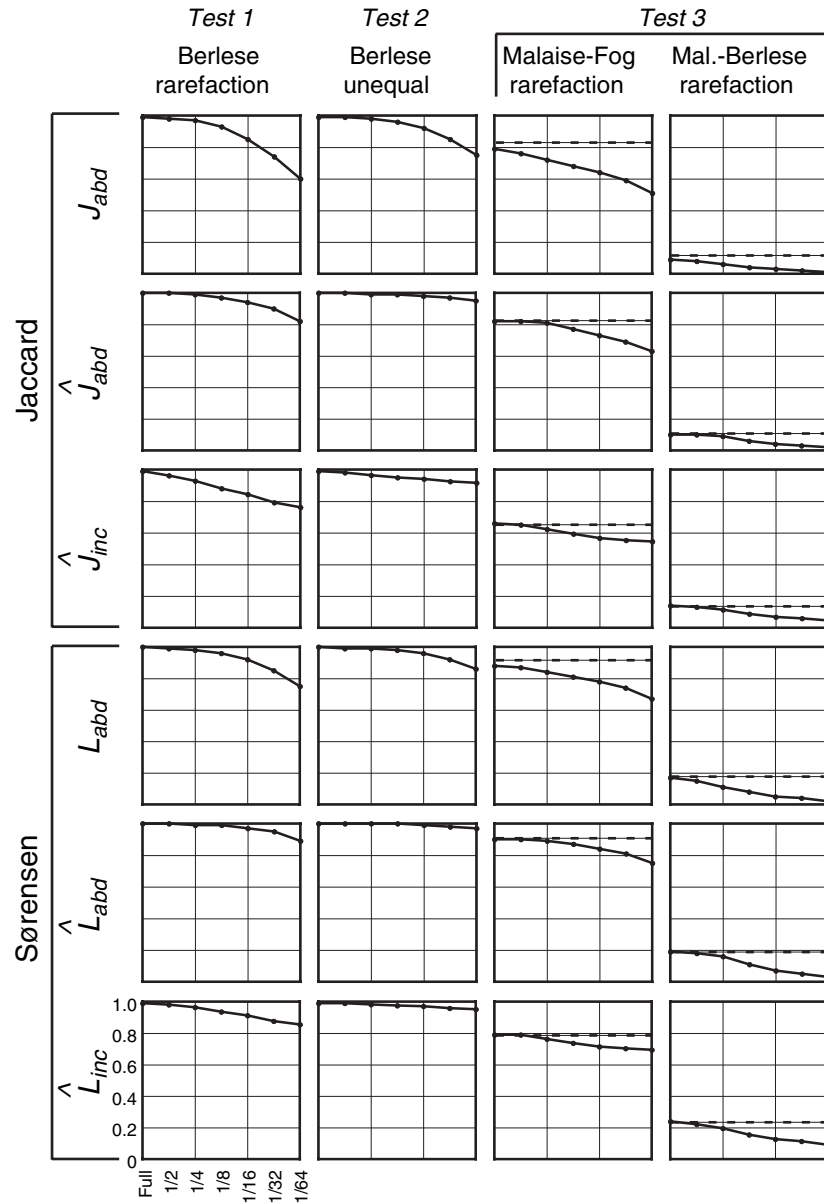 Test 1
Test 2
Test 3
Berlese
rarefaction
Berlese
unequal
Malaise-Fog
rarefaction
Mal.-Berlese
rarefaction
Jaccard
J_abd
Ĵ_abd
Ĵ_inc
Sørensen
L_abd
L̂_abd
L̂_inc
1.0
0.8
0.6
0.4
0.2
0
Full
1/2
1/4
1/8
1/16
1/32
1/64